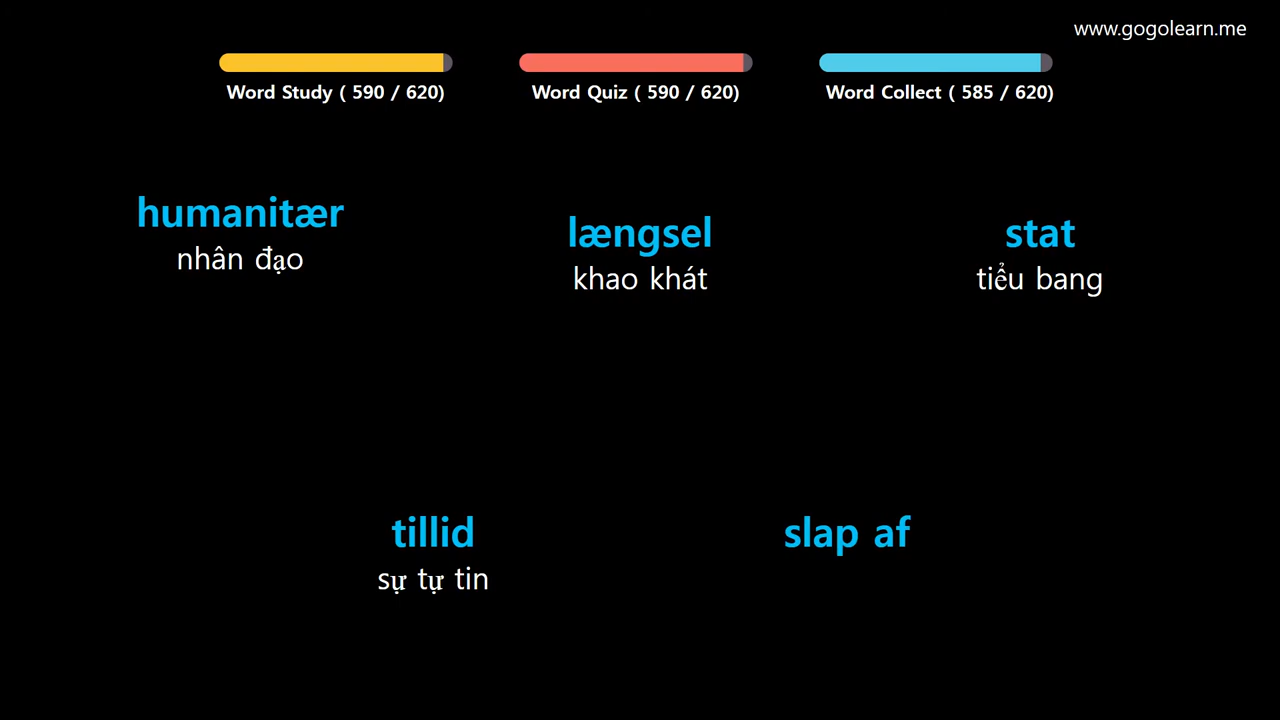 www.gogolearn.me
Word Study ( 590 / 620)
Word Quiz ( 590 / 620)
Word Collect ( 585 / 620)
humanitær
nhân đạo
længsel
khao khát
stat
tiểu bang
tillid
sự tự tin
slap af